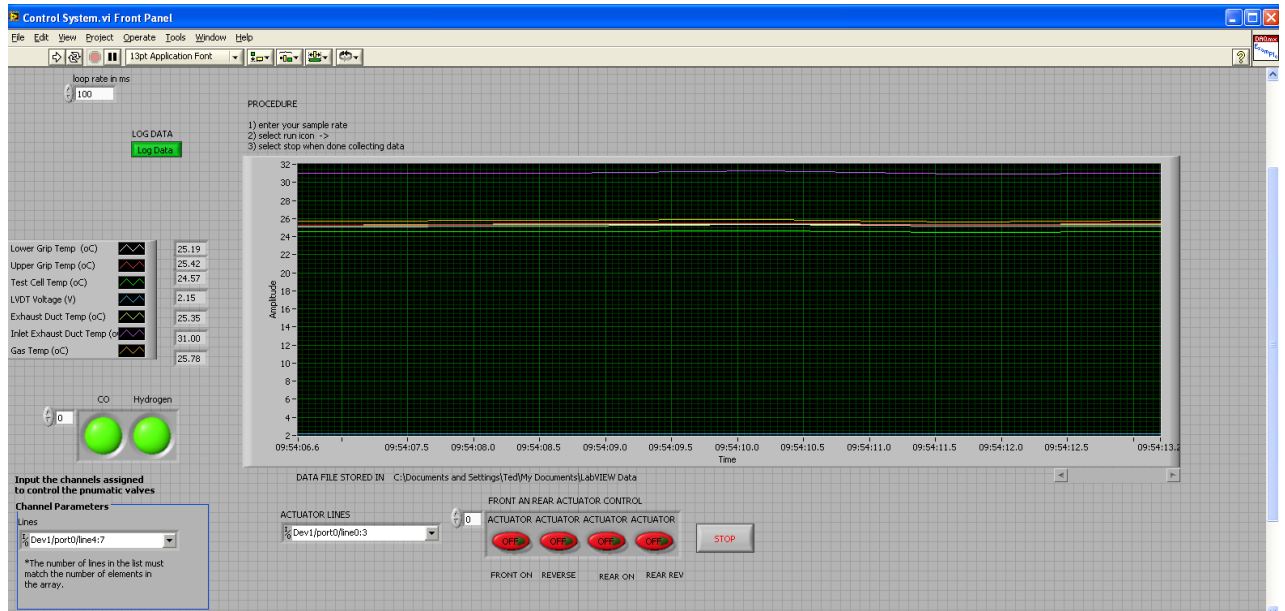 Control System.vi Front Panel
File Edit View Project Operate Tools Window Help
13pt Application Font
DAQmx
Example
loop rate in ms
100
LOG DATA
Log Data
PROCEDURE
1) enter your sample rate
2) select run icon ->
3) select stop when done collecting data
32
30
28
26
24
22
20
18
16
14
12
10
8
6
4
2
Amplitude
09:54:06.6 09:54:07.5 09:54:08.0 09:54:08.5 09:54:09.0 09:54:09.5 09:54:10.0 09:54:10.5 09:54:11.0 09:54:11.5 09:54:12.0 09:54:12.5 09:54:13.2
Time
Lower Grip Temp (oC) 25.19
Upper Grip Temp (oC) 25.42
Test Cell Temp (oC) 24.57
LVDT Voltage (V) 2.15
Exhaust Duct Temp (oC) 25.35
Inlet Exhaust Duct Temp (o 31.00
Gas Temp (oC) 25.78
CO Hydrogen
0
Input the channels assigned
to control the pnumatic valves
Channel Parameters
Lines
Dev1/port0/line4:7
*The number of lines in the list must
match the number of elements in
the array.
DATA FILE STORED IN C:\Documents and Settings\Ted\My Documents\LabVIEW Data
ACTUATOR LINES
Dev1/port0/line0:3
FRONT AN REAR ACTUATOR CONTROL
0
ACTUATOR ACTUATOR ACTUATOR ACTUATOR
OFF OFF OFF OFF
FRONT ON REVERSE REAR ON REAR REV
STOP